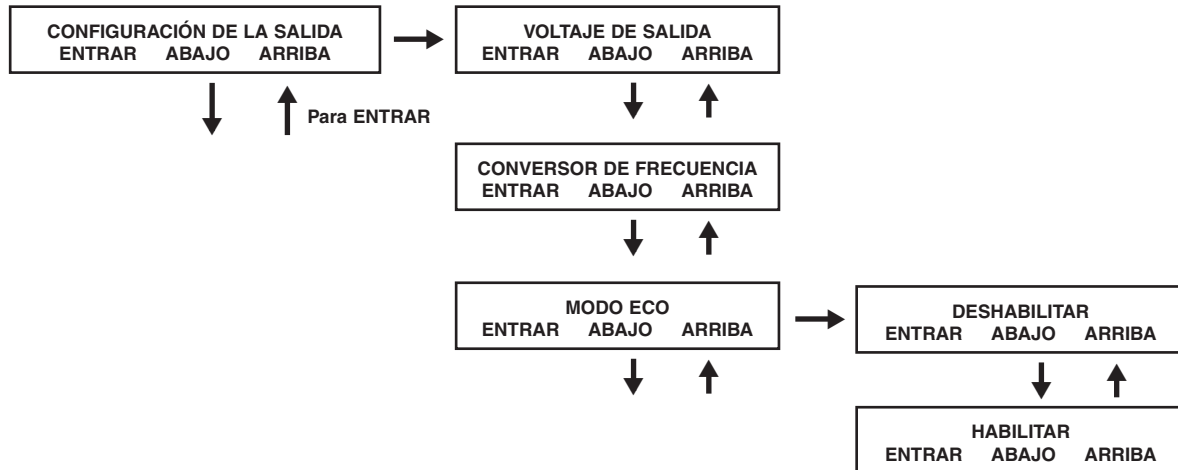 CONFIGURACIÓN DE LA SALIDA
ENTRAR ABAJO ARRIBA
Para ENTRAR
VOLTAJE DE SALIDA
ENTRAR ABAJO ARRIBA
CONVERSOR DE FRECUENCIA
ENTRAR ABAJO ARRIBA
MODO ECO
ENTRAR ABAJO ARRIBA
DESHABILITAR
ENTRAR ABAJO ARRIBA
HABILITAR
ENTRAR ABAJO ARRIBA